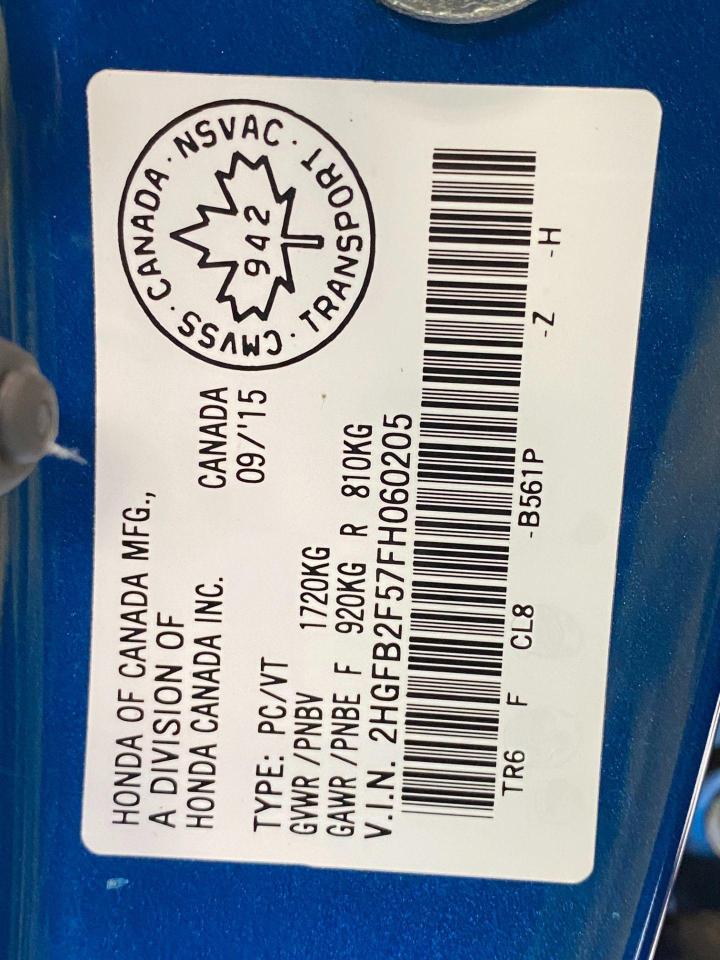 HONDA OF CANADA MFG.,
A DIVISION OF
HONDA CANADA INC.
CANADA
09/'15
CMVSS · CANADA · NSVAC · TRANSPORT ·
942
TYPE: PC/VT
GVWR /PNBV 1720KG
GAWR /PNBE F 920KG R 810KG
V.I.N. 2HGFB2F57FH060205
TR6 F CL8 -B561P -Z -H